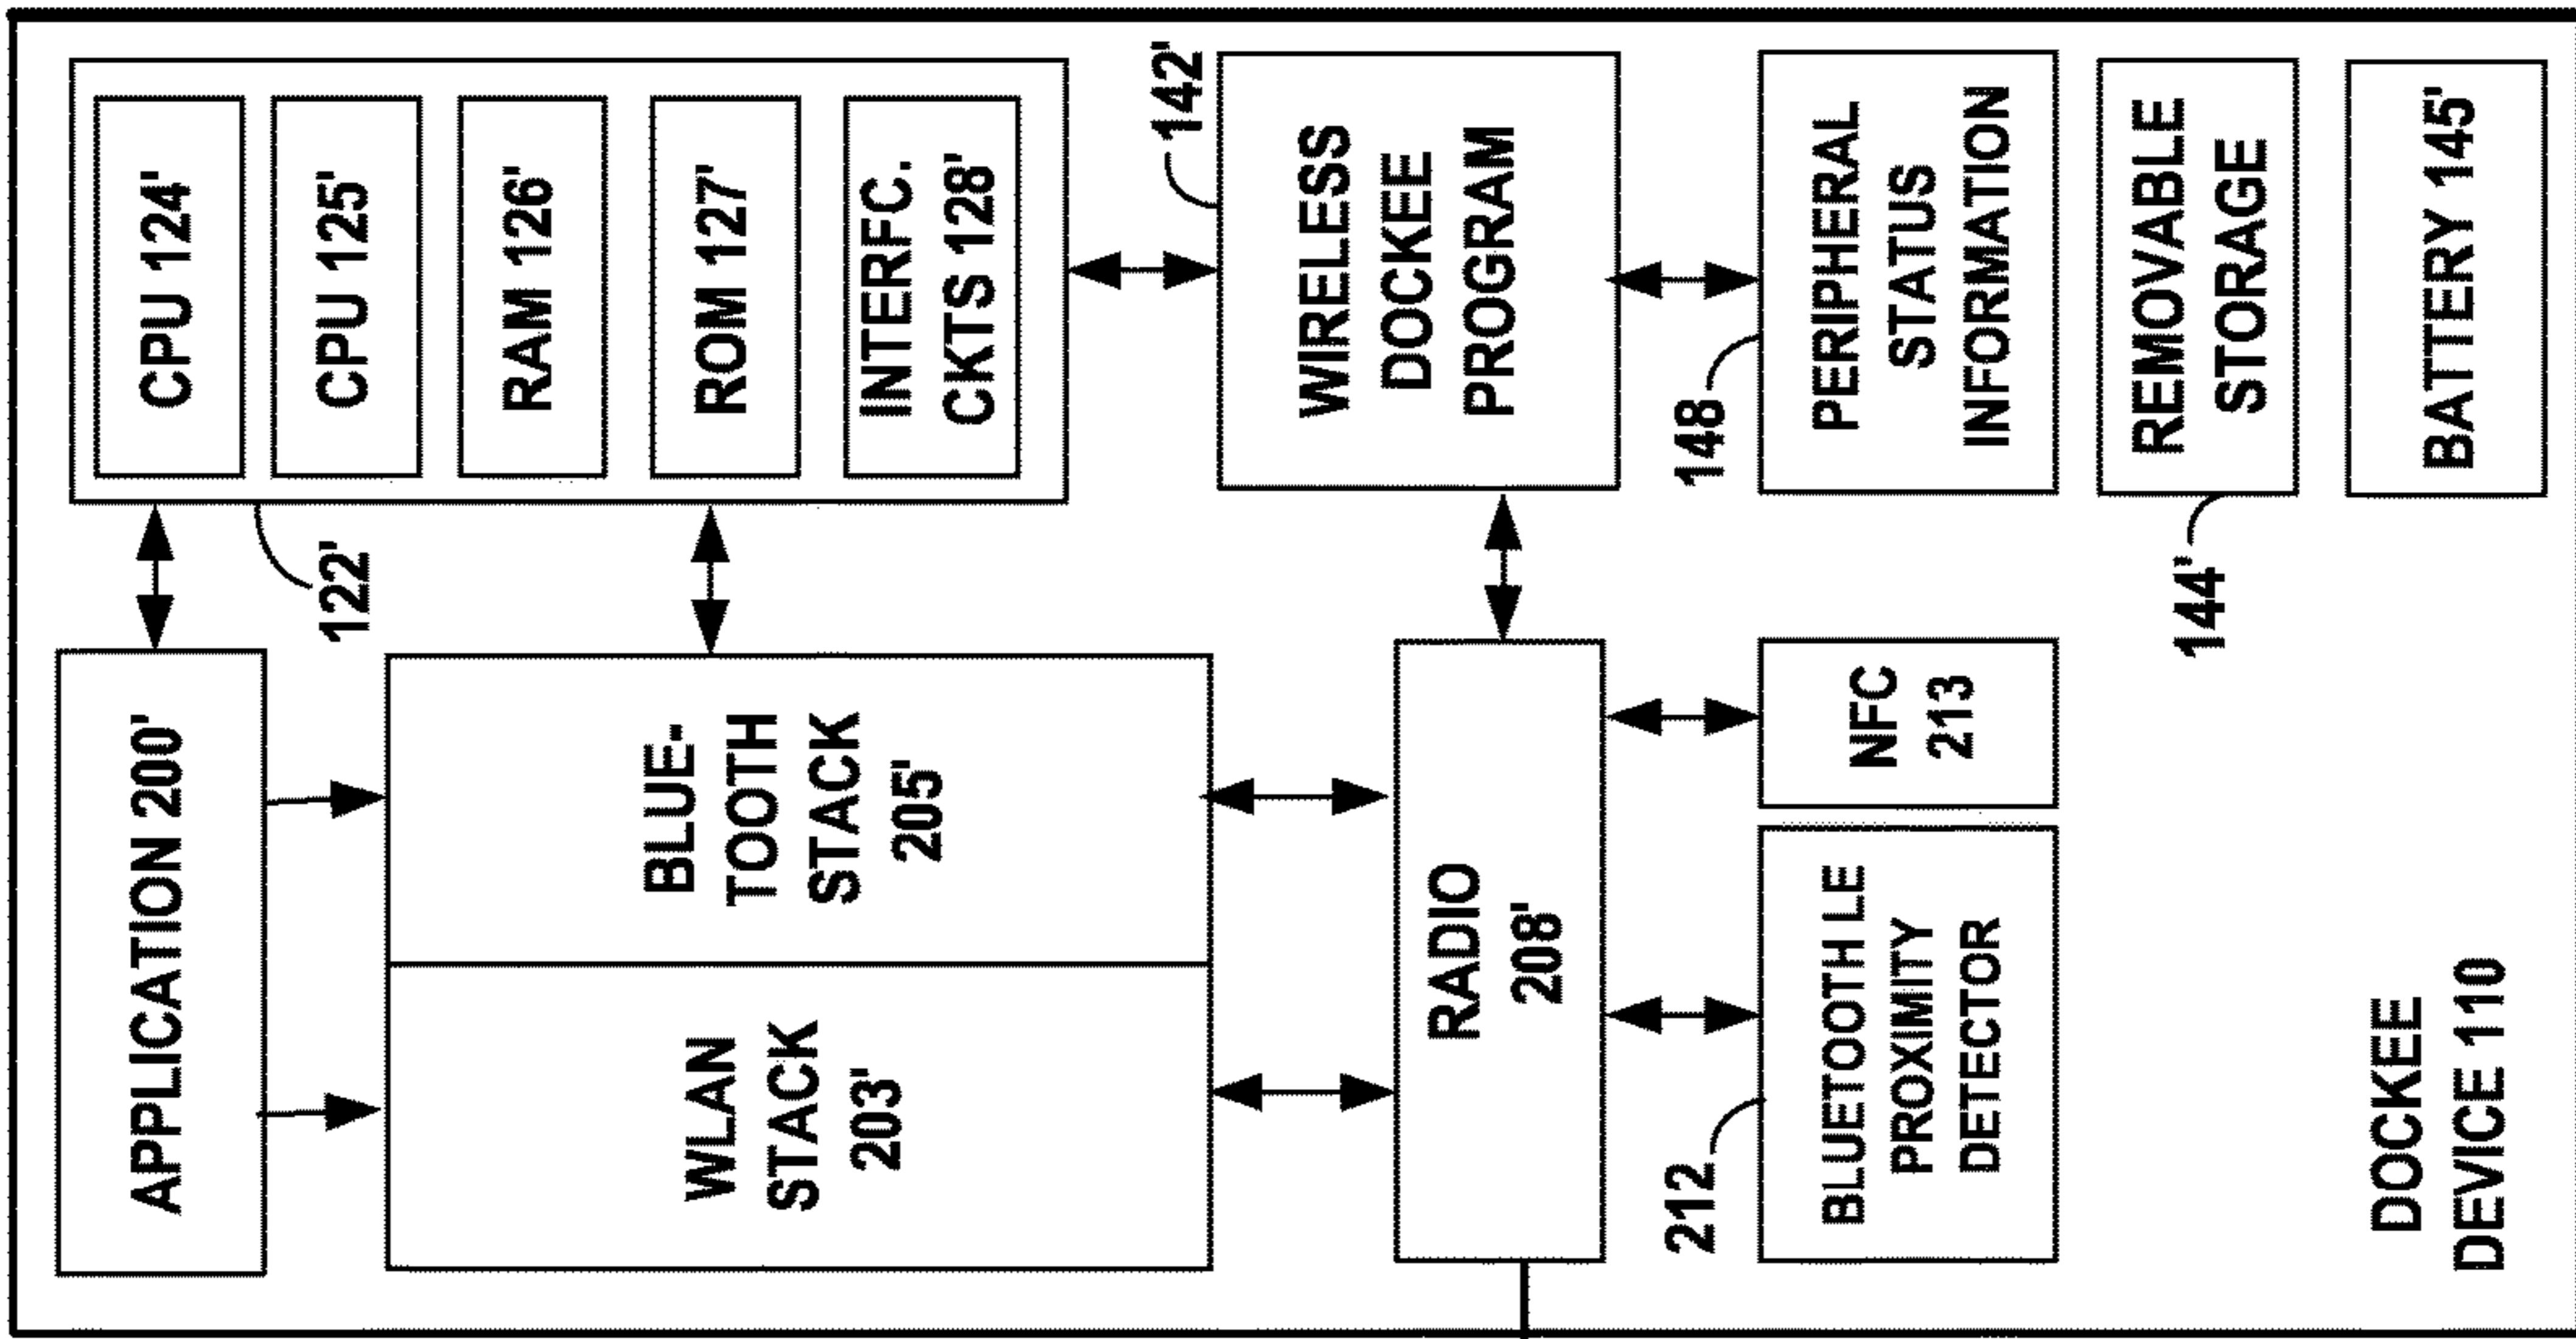 APPLICATION 200'
WLAN
STACK
203'
BLUE-
TOOTH
STACK
205'
122'
CPU 124'
CPU 125'
RAM 126'
ROM 127'
INTERFC.
CKTS 128'
142'
WIRELESS
DOCKEE
PROGRAM
RADIO
208'
212
BLUETOOTH LE
PROXIMITY
DETECTOR
NFC
213
148
PERIPHERAL
STATUS
INFORMATION
144'
REMOVABLE
STORAGE
BATTERY 145'
DOCKEE
DEVICE 110